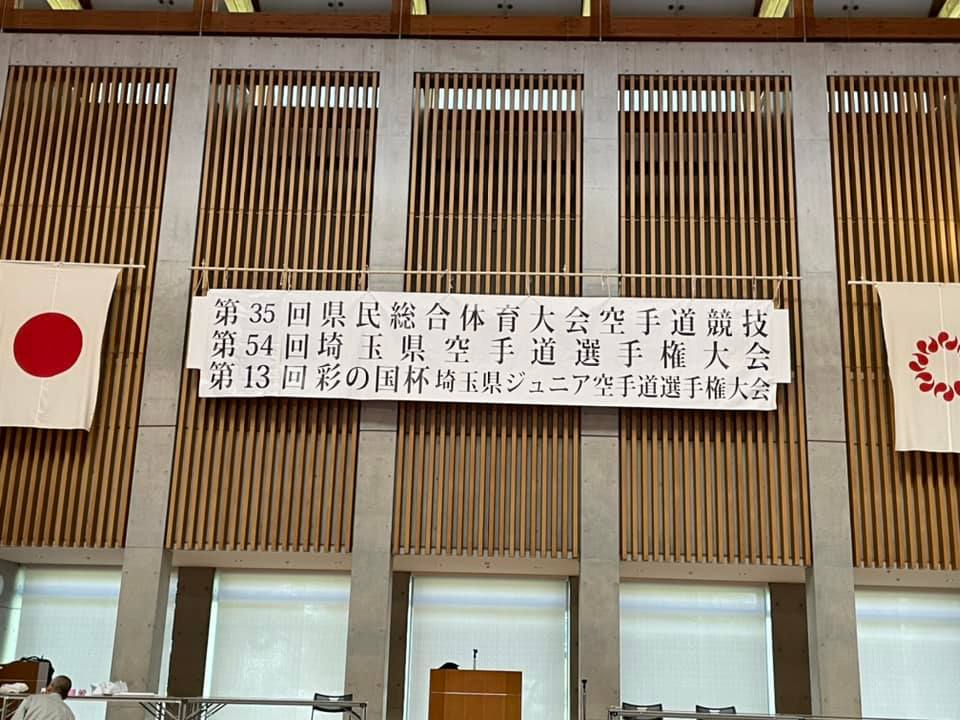 第35回県民総合体育大会空手道競技
第54回埼玉県空手道選手権大会
第13回彩の国杯埼玉県ジュニア空手道選手権大会